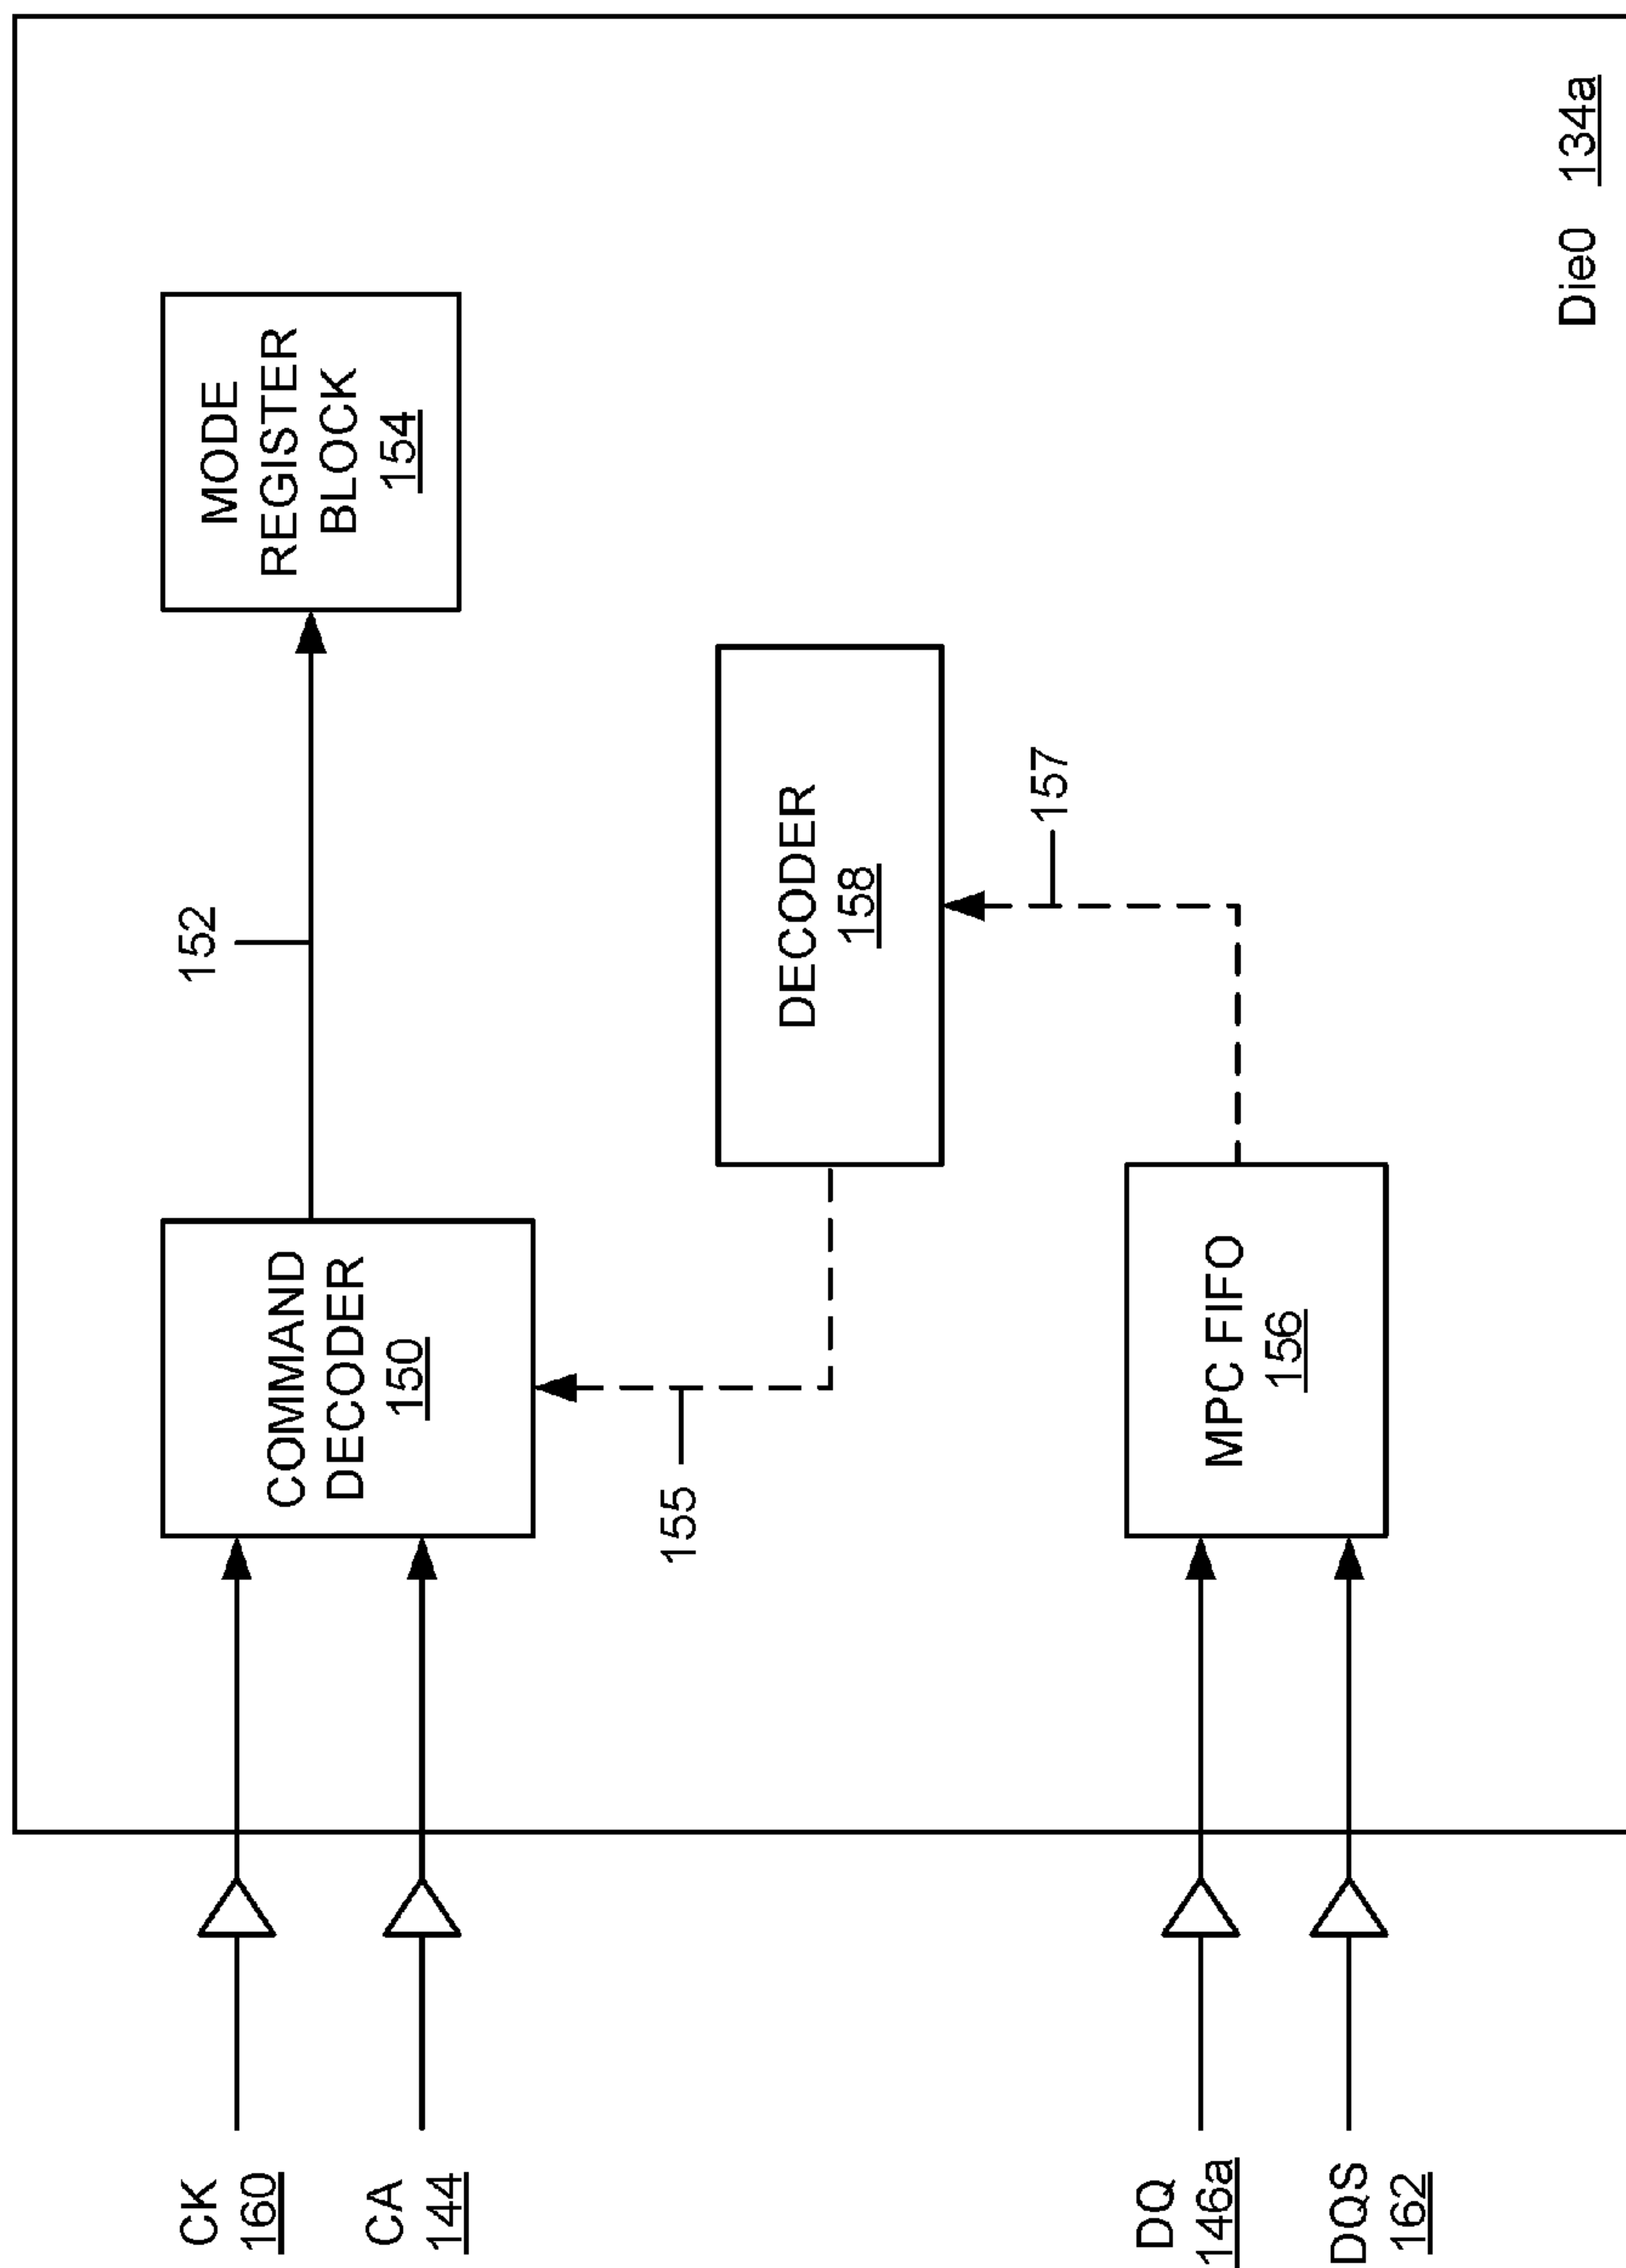 CK
160
CA
144
DQ
146a
DQS
162
COMMAND
DECODER
150
152
MODE
REGISTER
BLOCK
154
155
DECODER
158
157
MPC FIFO
156
Die0 134a